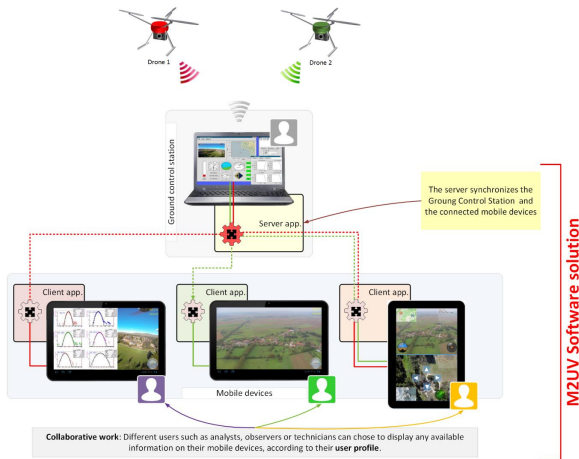 Drone 1
Drone 2
Ground control station
The server synchronizes the
Groung Control Station and
the connected mobile devices
Server app.
Client app.
Client app.
Client app.
Mobile devices
M2UV Software solution
Collaborative work: Different users such as analysts, observers or technicians can chose to display any available
information on their mobile devices, according to their user profile.